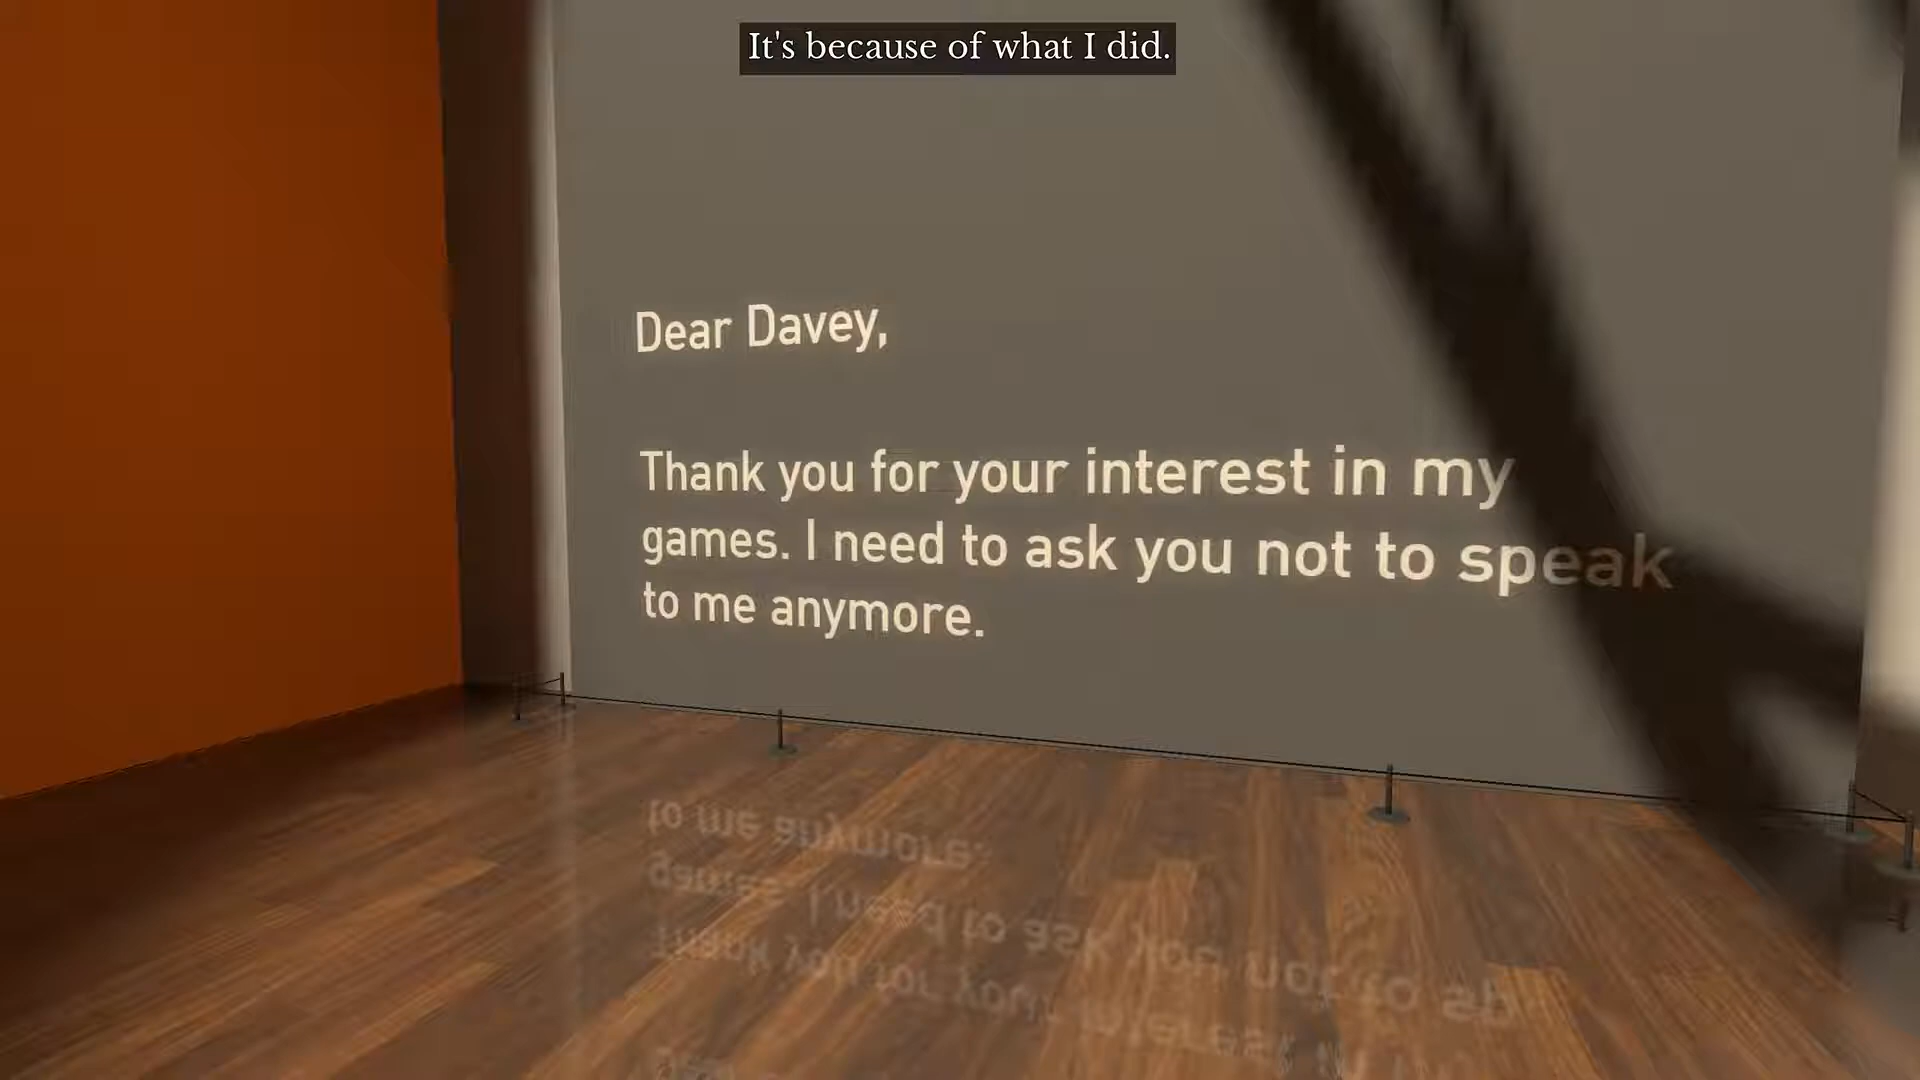 It's because of what I did.
Dear Davey,
Thank you for your interest in my
games. I need to ask you not to speak
to me anymore.